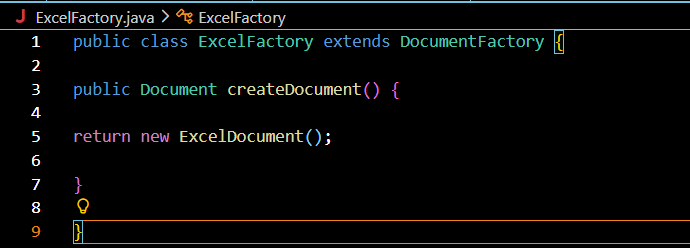 ExcelFactory.java > ExcelFactory
1 public class ExcelFactory extends DocumentFactory {
2
3 public Document createDocument() {
4
5 return new ExcelDocument();
6
7 }
8
9 }